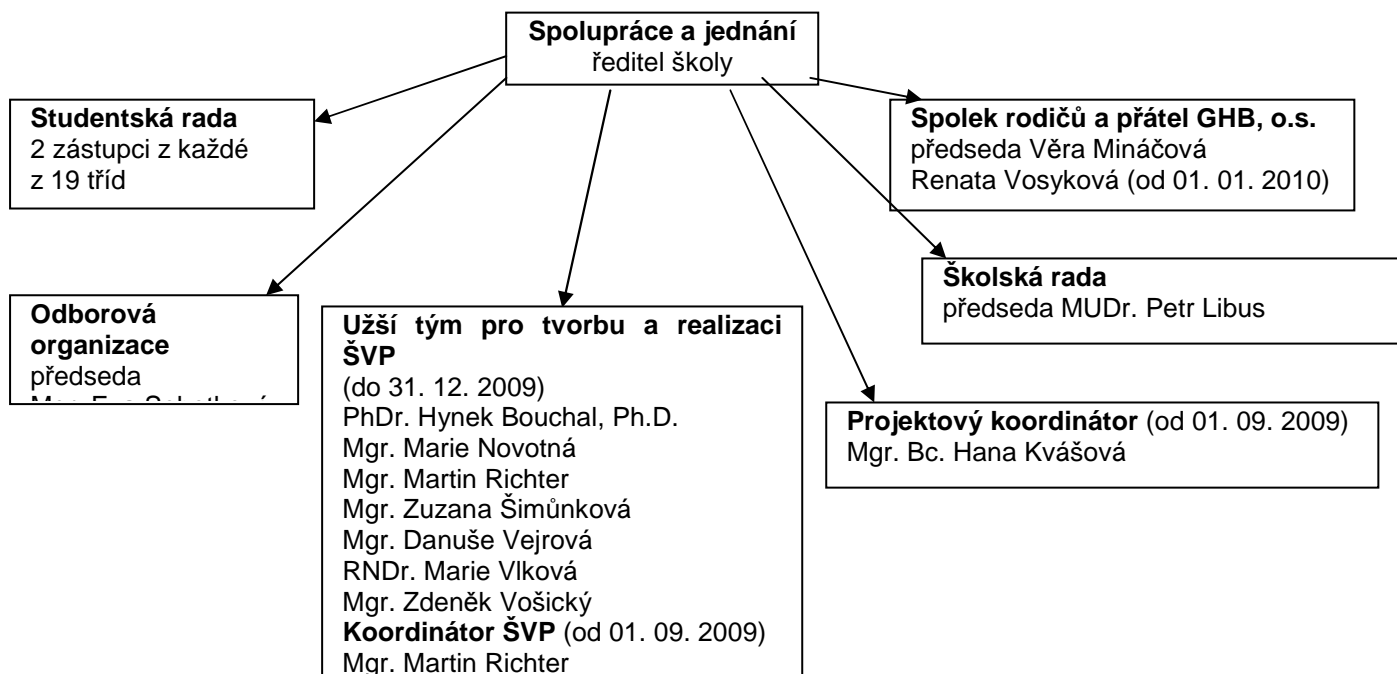 Spolupráce a jednání
ředitel školy
Studentská rada
2 zástupci z každé
z 19 tříd
Spolek rodičů a přátel GHB, o.s.
předseda Věra Mináčová
Renata Vosyková (od 01. 01. 2010)
Školská rada
předseda MUDr. Petr Libus
Odborová
organizace
předseda
Užší tým pro tvorbu a realizaci
ŠVP
(do 31. 12. 2009)
PhDr. Hynek Bouchal, Ph.D.
Mgr. Marie Novotná
Mgr. Martin Richter
Mgr. Zuzana Šimůnková
Mgr. Danuše Vejrová
RNDr. Marie Vlková
Mgr. Zdeněk Vošický
Koordinátor ŠVP (od 01. 09. 2009)
Mgr. Martin Richter
Projektový koordinátor (od 01. 09. 2009)
Mgr. Bc. Hana Kvášová